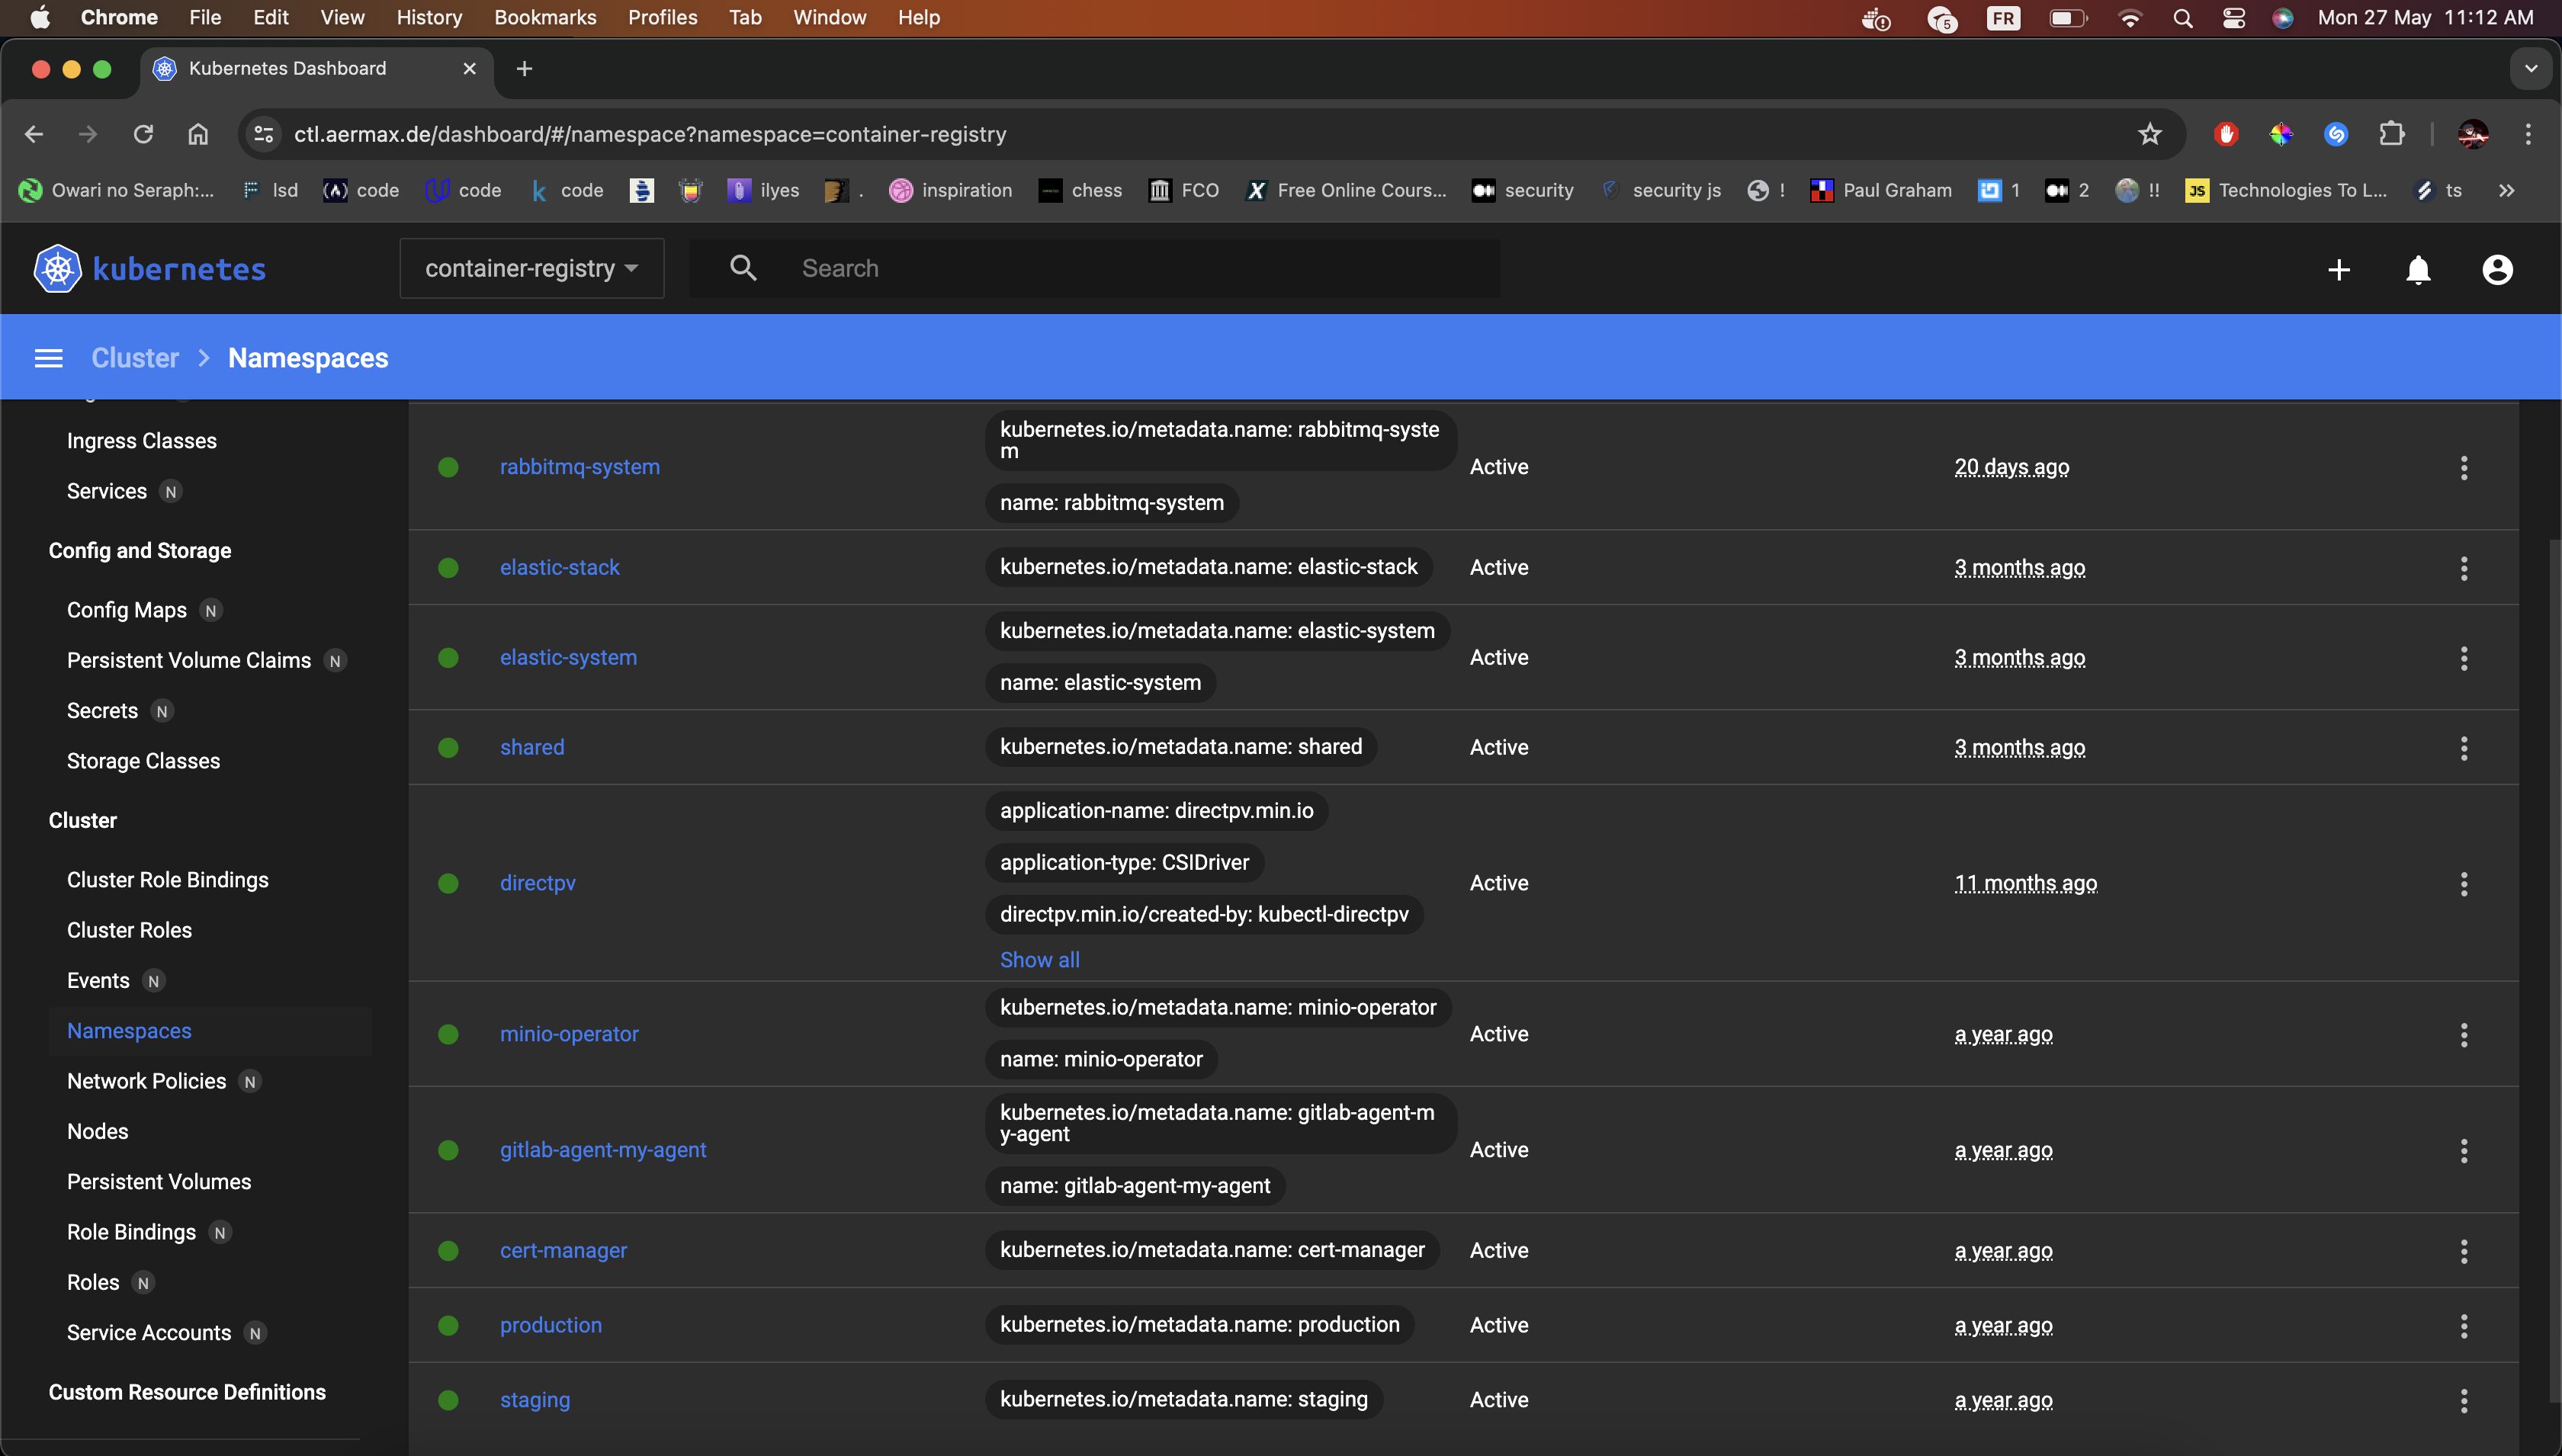 Chrome File Edit View History Bookmarks Profiles Tab Window Help
5 FR Mon 27 May 11:12 AM
Kubernetes Dashboard
ctl.aermax.de/dashboard/#/namespace?namespace=container-registry
Owari no Seraph:... lsd code code code ilyes . inspiration chess FCO Free Online Cours... security security js ! Paul Graham 1 2 !! Technologies To L... ts
kubernetes container-registry Search
Cluster > Namespaces
Ingress Classes
Services N
Config and Storage
Config Maps N
Persistent Volume Claims N
Secrets N
Storage Classes
Cluster
Cluster Role Bindings
Cluster Roles
Events N
Namespaces
Network Policies N
Nodes
Persistent Volumes
Role Bindings N
Roles N
Service Accounts N
Custom Resource Definitions
kubernetes.io/metadata.name: rabbitmq-syste
m
rabbitmq-system Active 20 days ago
name: rabbitmq-system
elastic-stack kubernetes.io/metadata.name: elastic-stack Active 3 months ago
kubernetes.io/metadata.name: elastic-system
elastic-system Active 3 months ago
name: elastic-system
shared kubernetes.io/metadata.name: shared Active 3 months ago
application-name: directpv.min.io
application-type: CSIDriver
directpv Active 11 months ago
directpv.min.io/created-by: kubectl-directpv
Show all
kubernetes.io/metadata.name: minio-operator
minio-operator Active a year ago
name: minio-operator
kubernetes.io/metadata.name: gitlab-agent-m
y-agent
gitlab-agent-my-agent Active a year ago
name: gitlab-agent-my-agent
cert-manager kubernetes.io/metadata.name: cert-manager Active a year ago
production kubernetes.io/metadata.name: production Active a year ago
staging kubernetes.io/metadata.name: staging Active a year ago